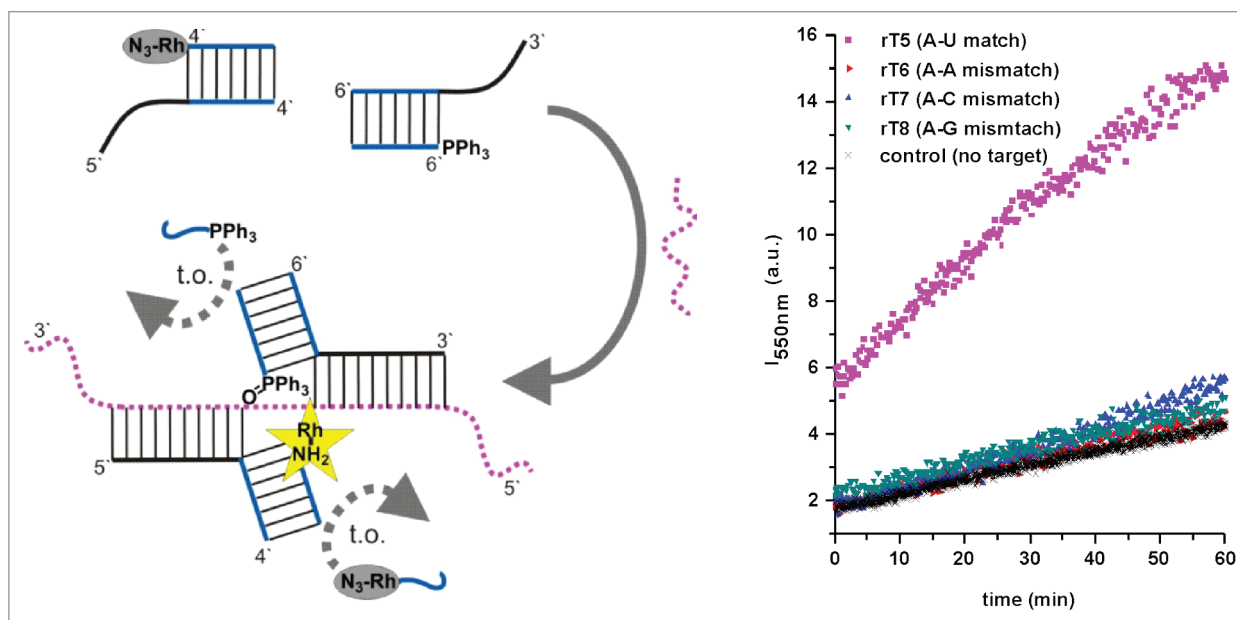 N₃-Rh
4`
4`
5`
3`
6`
6`
PPh₃
PPh₃
t.o.
6`
3`
3`
PPh₃
O
Rh
NH₂
5`
5`
4`
t.o.
N₃-Rh
rT5 (A-U match)
rT6 (A-A mismatch)
rT7 (A-C mismatch)
rT8 (A-G mismtach)
control (no target)
I550nm (a.u.)
16
14
12
10
8
6
4
2
0 10 20 30 40 50 60
time (min)